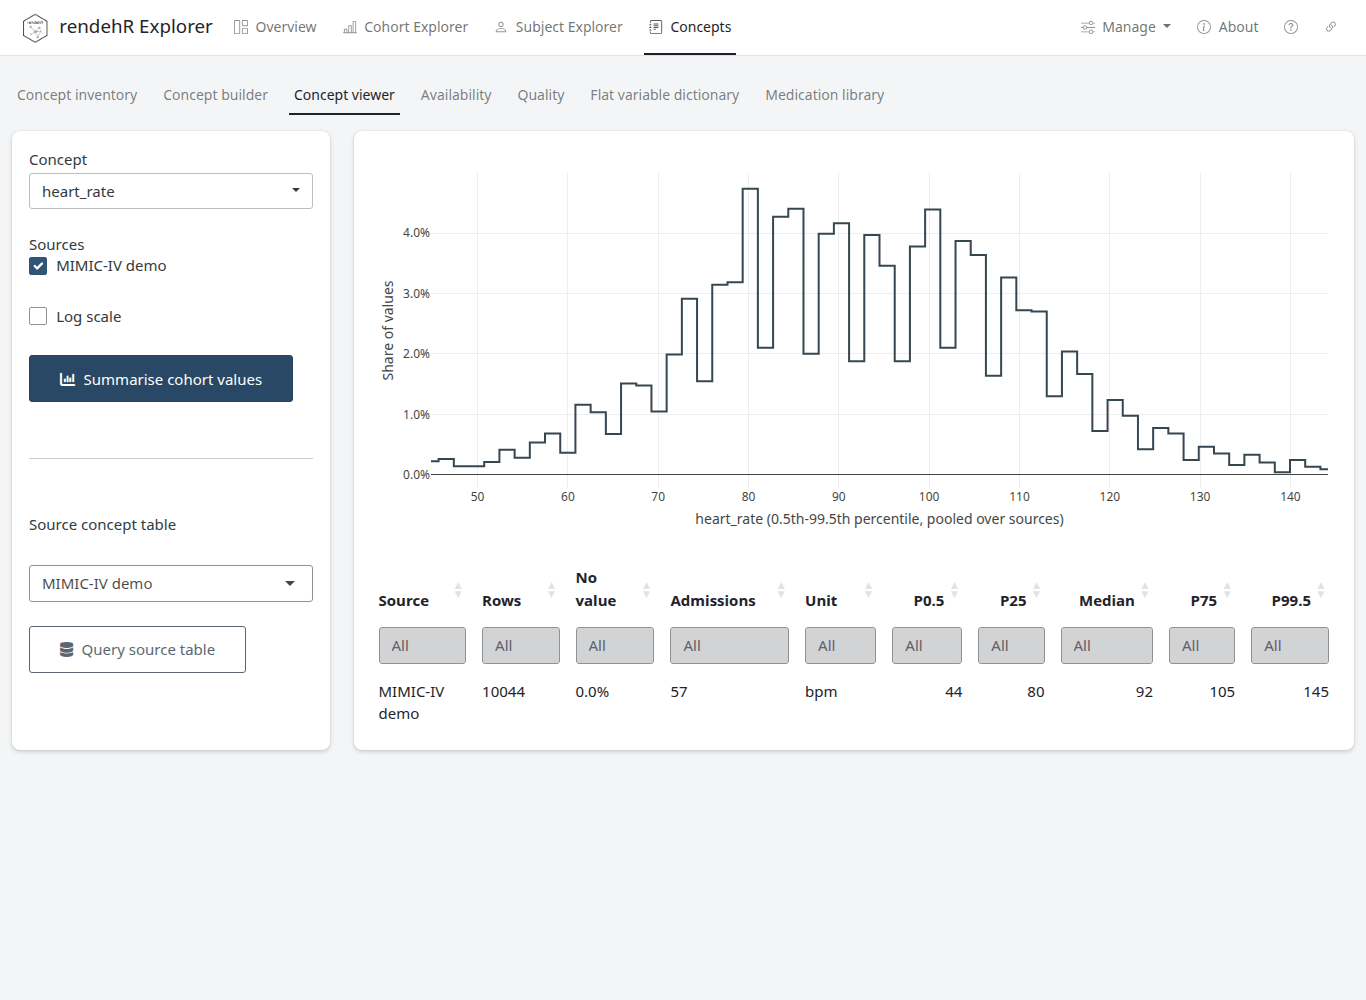 rendehR Explorer
Overview
Cohort Explorer
Subject Explorer
Concepts
Manage
About
Concept inventory
Concept builder
Concept viewer
Availability
Quality
Flat variable dictionary
Medication library
Concept
heart_rate
Sources
MIMIC-IV demo
Log scale
Summarise cohort values
Source concept table
MIMIC-IV demo
Query source table
Share of values
4.0%
3.0%
2.0%
1.0%
0.0%
50 60 70 80 90 100 110 120 130 140
heart_rate (0.5th-99.5th percentile, pooled over sources)
Source Rows No value Admissions Unit P0.5 P25 Median P75 P99.5
All All All All All All All All All All
MIMIC-IV demo 10044 0.0% 57 bpm 44 80 92 105 145